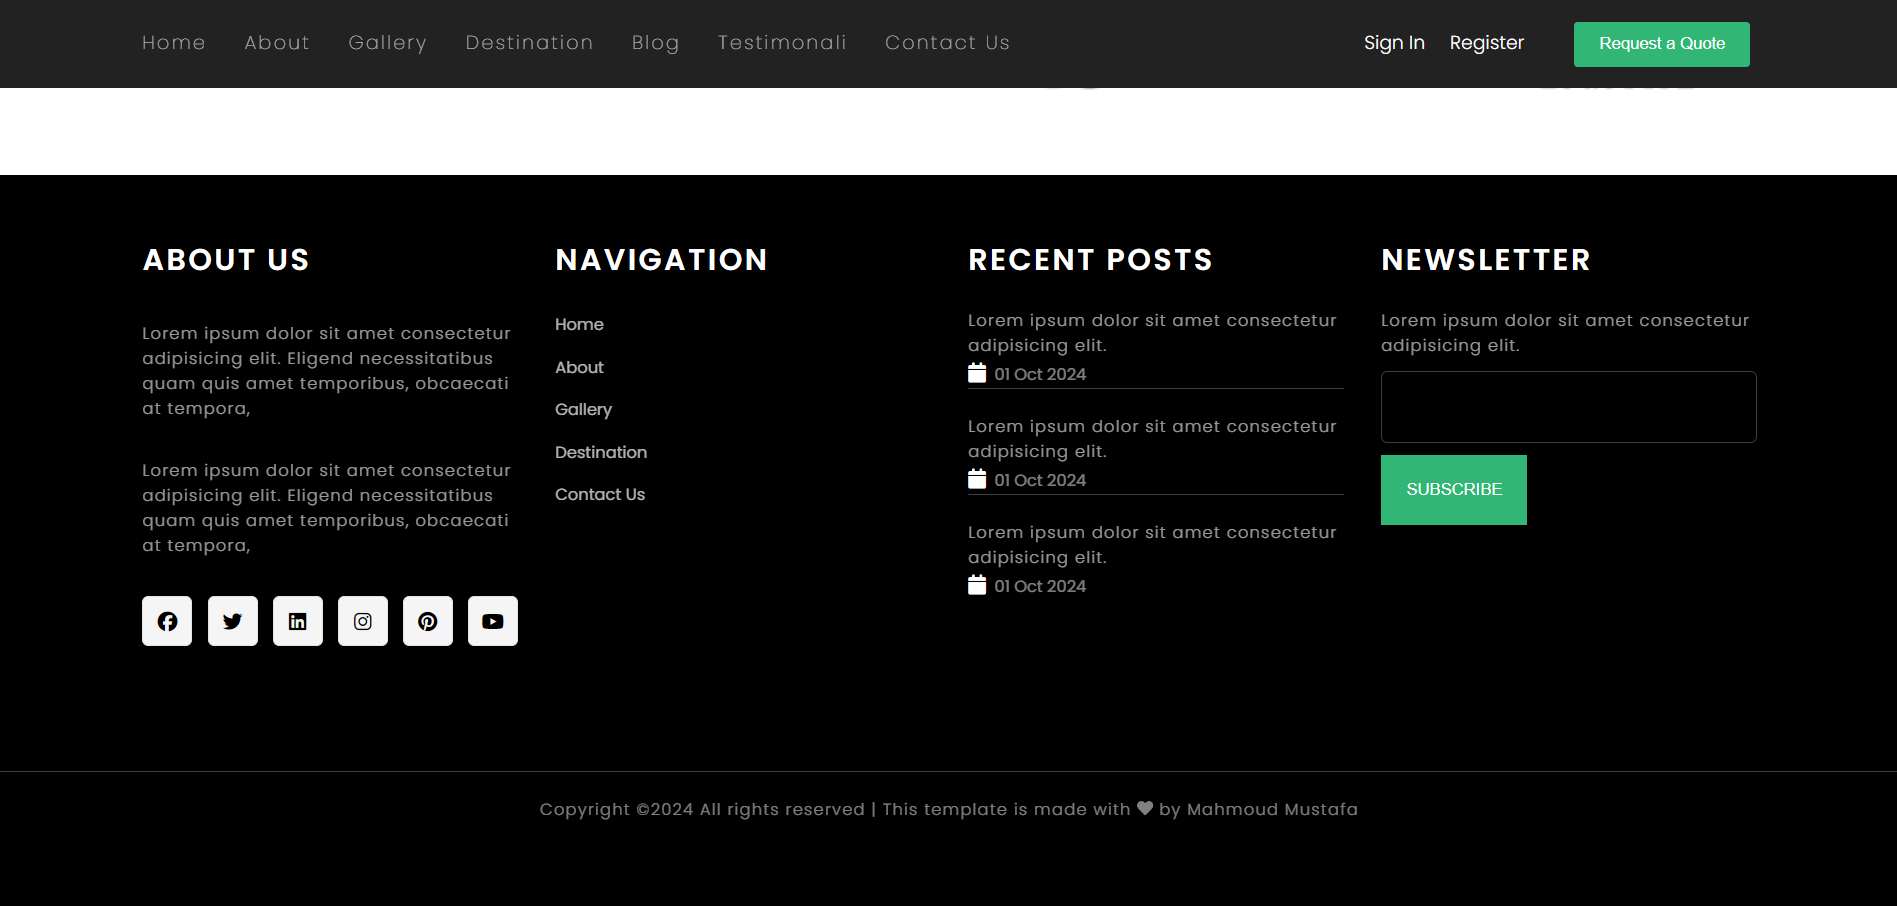 Home About Gallery Destination Blog Testimonali Contact Us Sign In Register Request a Quote
ABOUT US
Lorem ipsum dolor sit amet consectetur
adipisicing elit. Eligend necessitatibus
quam quis amet temporibus, obcaecati
at tempora,
Lorem ipsum dolor sit amet consectetur
adipisicing elit. Eligend necessitatibus
quam quis amet temporibus, obcaecati
at tempora,
NAVIGATION
Home
About
Gallery
Destination
Contact Us
RECENT POSTS
Lorem ipsum dolor sit amet consectetur
adipisicing elit.
01 Oct 2024
Lorem ipsum dolor sit amet consectetur
adipisicing elit.
01 Oct 2024
Lorem ipsum dolor sit amet consectetur
adipisicing elit.
01 Oct 2024
NEWSLETTER
Lorem ipsum dolor sit amet consectetur
adipisicing elit.
SUBSCRIBE
Copyright ©2024 All rights reserved | This template is made with ♥ by Mahmoud Mustafa